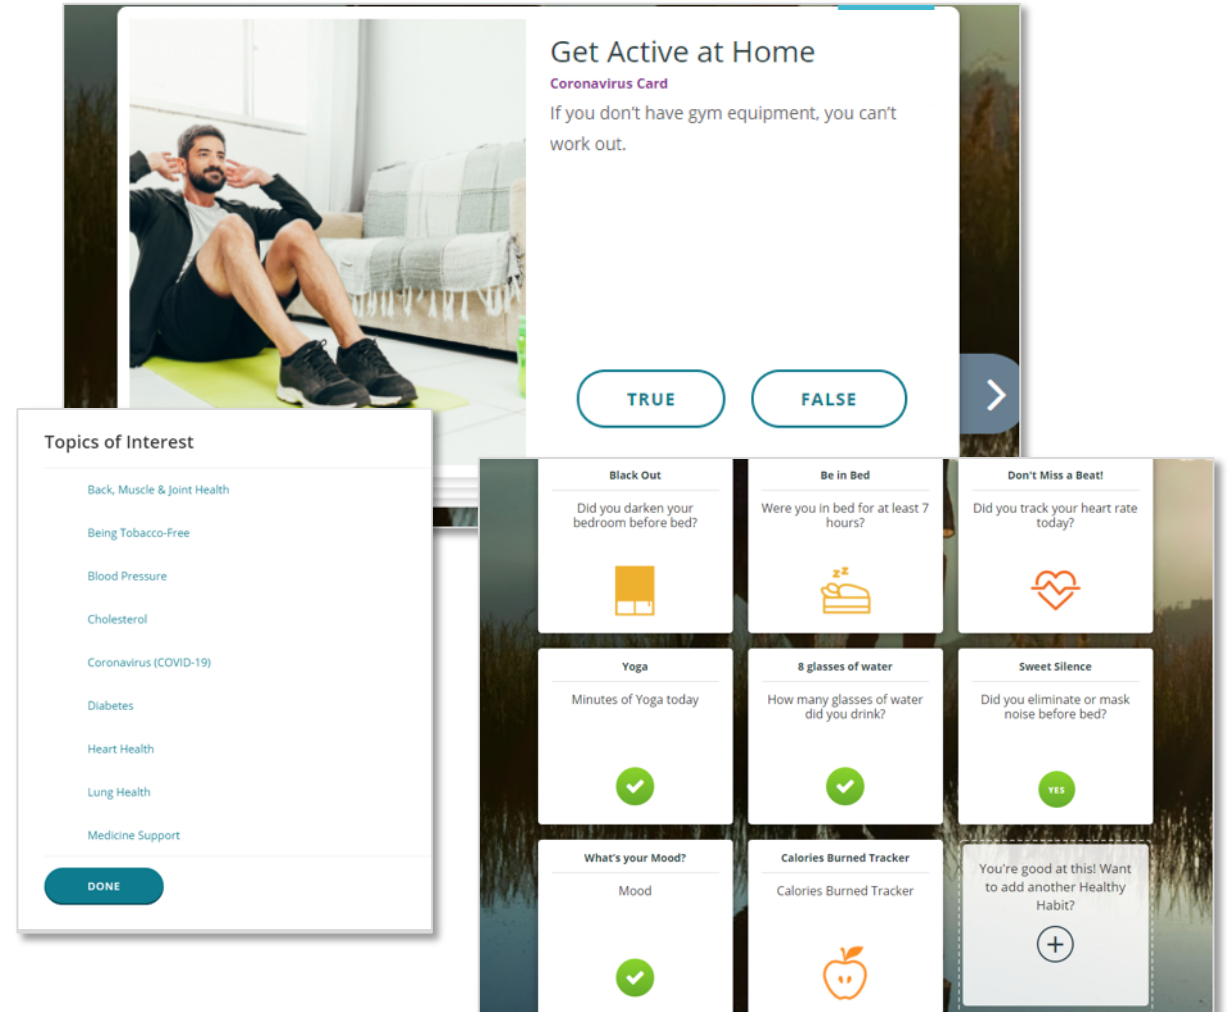 Get Active at Home
Coronavirus Card
If you don't have gym equipment, you can't
work out.
TRUE
FALSE
Topics of Interest
Back, Muscle & Joint Health
Being Tobacco-Free
Blood Pressure
Cholesterol
Coronavirus (COVID-19)
Diabetes
Heart Health
Lung Health
Medicine Support
DONE
Black Out
Did you darken your
bedroom before bed?
Be in Bed
Were you in bed for at least 7
hours?
zz
Don't Miss a Beat!
Did you track your heart rate
today?
Yoga
Minutes of Yoga today
8 glasses of water
How many glasses of water
did you drink?
Sweet Silence
Did you eliminate or mask
noise before bed?
YES
What's your Mood?
Mood
Calories Burned Tracker
Calories Burned Tracker
You're good at this! Want
to add another Healthy
Habit?